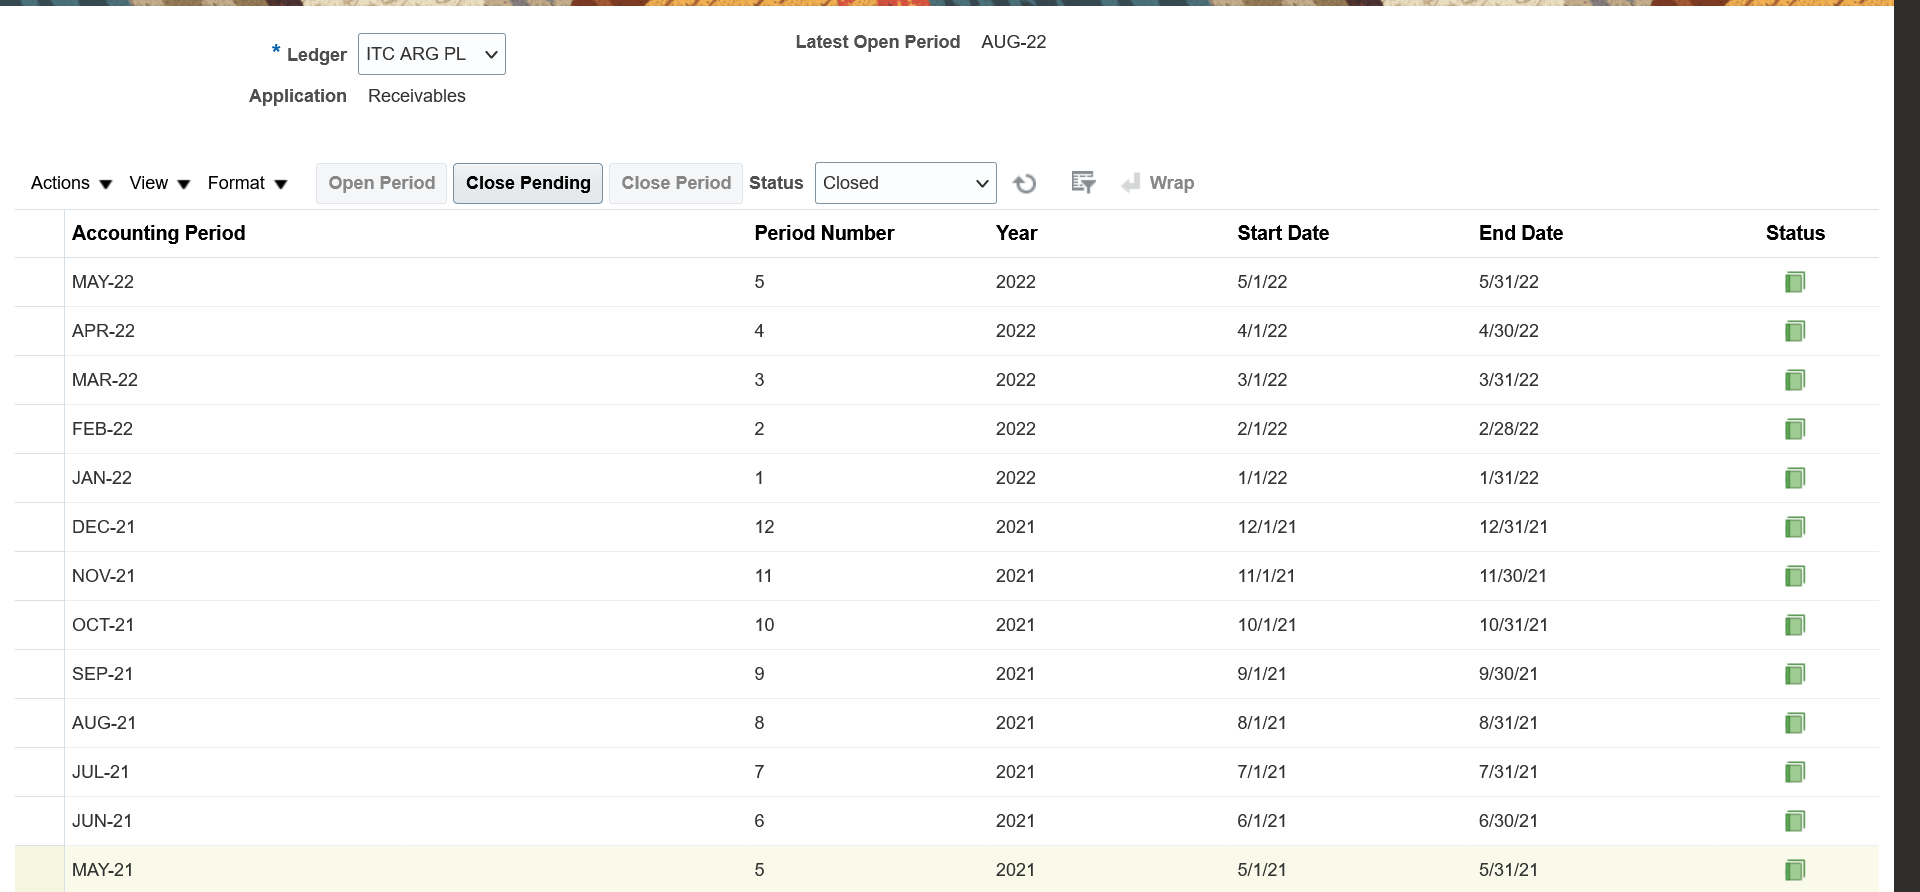 * Ledger ITC ARG PL Latest Open Period AUG-22
Application Receivables
Actions View Format Open Period Close Pending Close Period Status Closed Wrap
Accounting Period Period Number Year Start Date End Date Status
MAY-22 5 2022 5/1/22 5/31/22
APR-22 4 2022 4/1/22 4/30/22
MAR-22 3 2022 3/1/22 3/31/22
FEB-22 2 2022 2/1/22 2/28/22
JAN-22 1 2022 1/1/22 1/31/22
DEC-21 12 2021 12/1/21 12/31/21
NOV-21 11 2021 11/1/21 11/30/21
OCT-21 10 2021 10/1/21 10/31/21
SEP-21 9 2021 9/1/21 9/30/21
AUG-21 8 2021 8/1/21 8/31/21
JUL-21 7 2021 7/1/21 7/31/21
JUN-21 6 2021 6/1/21 6/30/21
MAY-21 5 2021 5/1/21 5/31/21